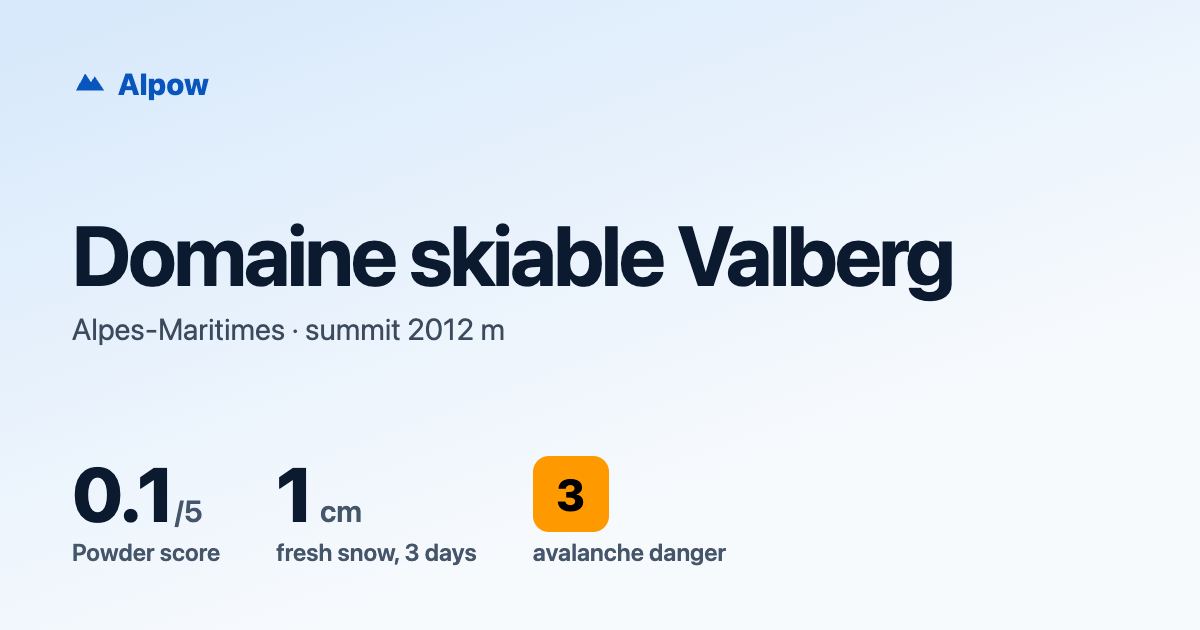 Alpow
Domaine skiable Valberg
Alpes-Maritimes · summit 2012 m
0.1/5
Powder score
1 cm
fresh snow, 3 days
3
avalanche danger